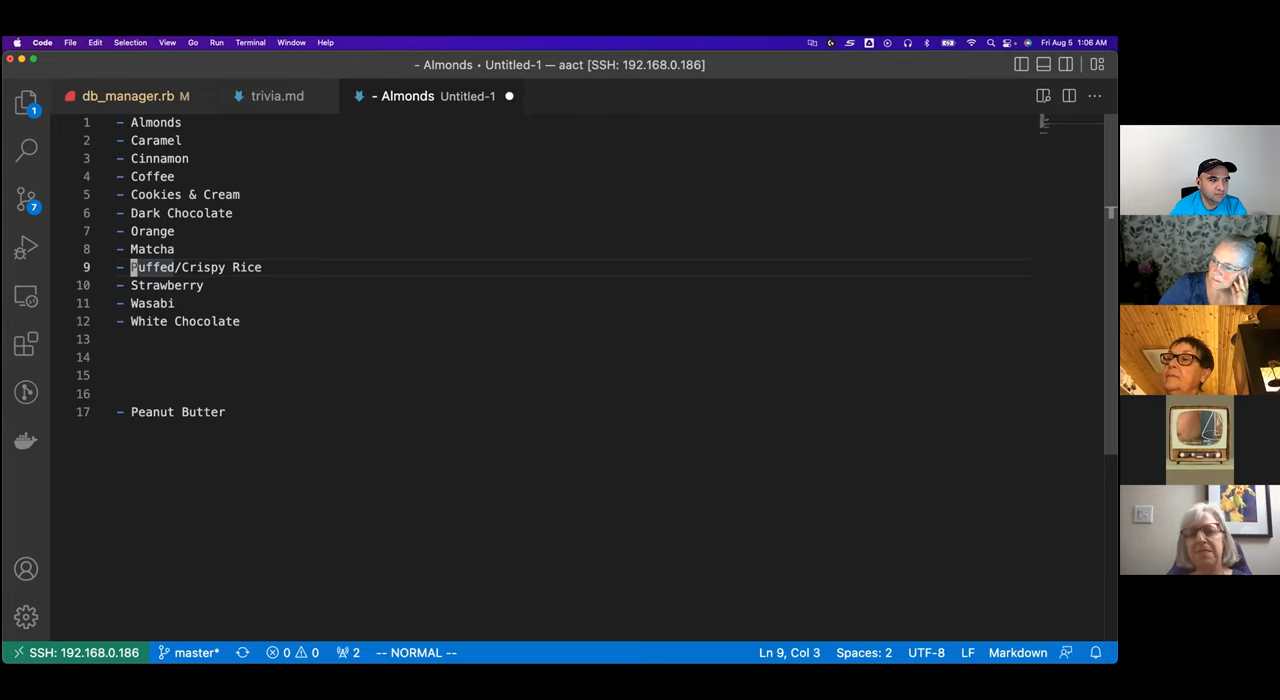 Code File Edit Selection View Go Run Terminal Window Help Fri Aug 5 1:06 AM
- Almonds • Untitled-1 — aact [SSH: 192.168.0.186]
db_manager.rb M trivia.md - Almonds Untitled-1
1 - Almonds
2 - Caramel
3 - Cinnamon
4 - Coffee
5 - Cookies & Cream
6 - Dark Chocolate
7 - Orange
8 - Matcha
9 - Puffed/Crispy Rice
10 - Strawberry
11 - Wasabi
12 - White Chocolate
13
14
15
16
17 - Peanut Butter
1
7
SSH: 192.168.0.186 master* 0 0 2 -- NORMAL -- Ln 9, Col 3 Spaces: 2 UTF-8 LF Markdown